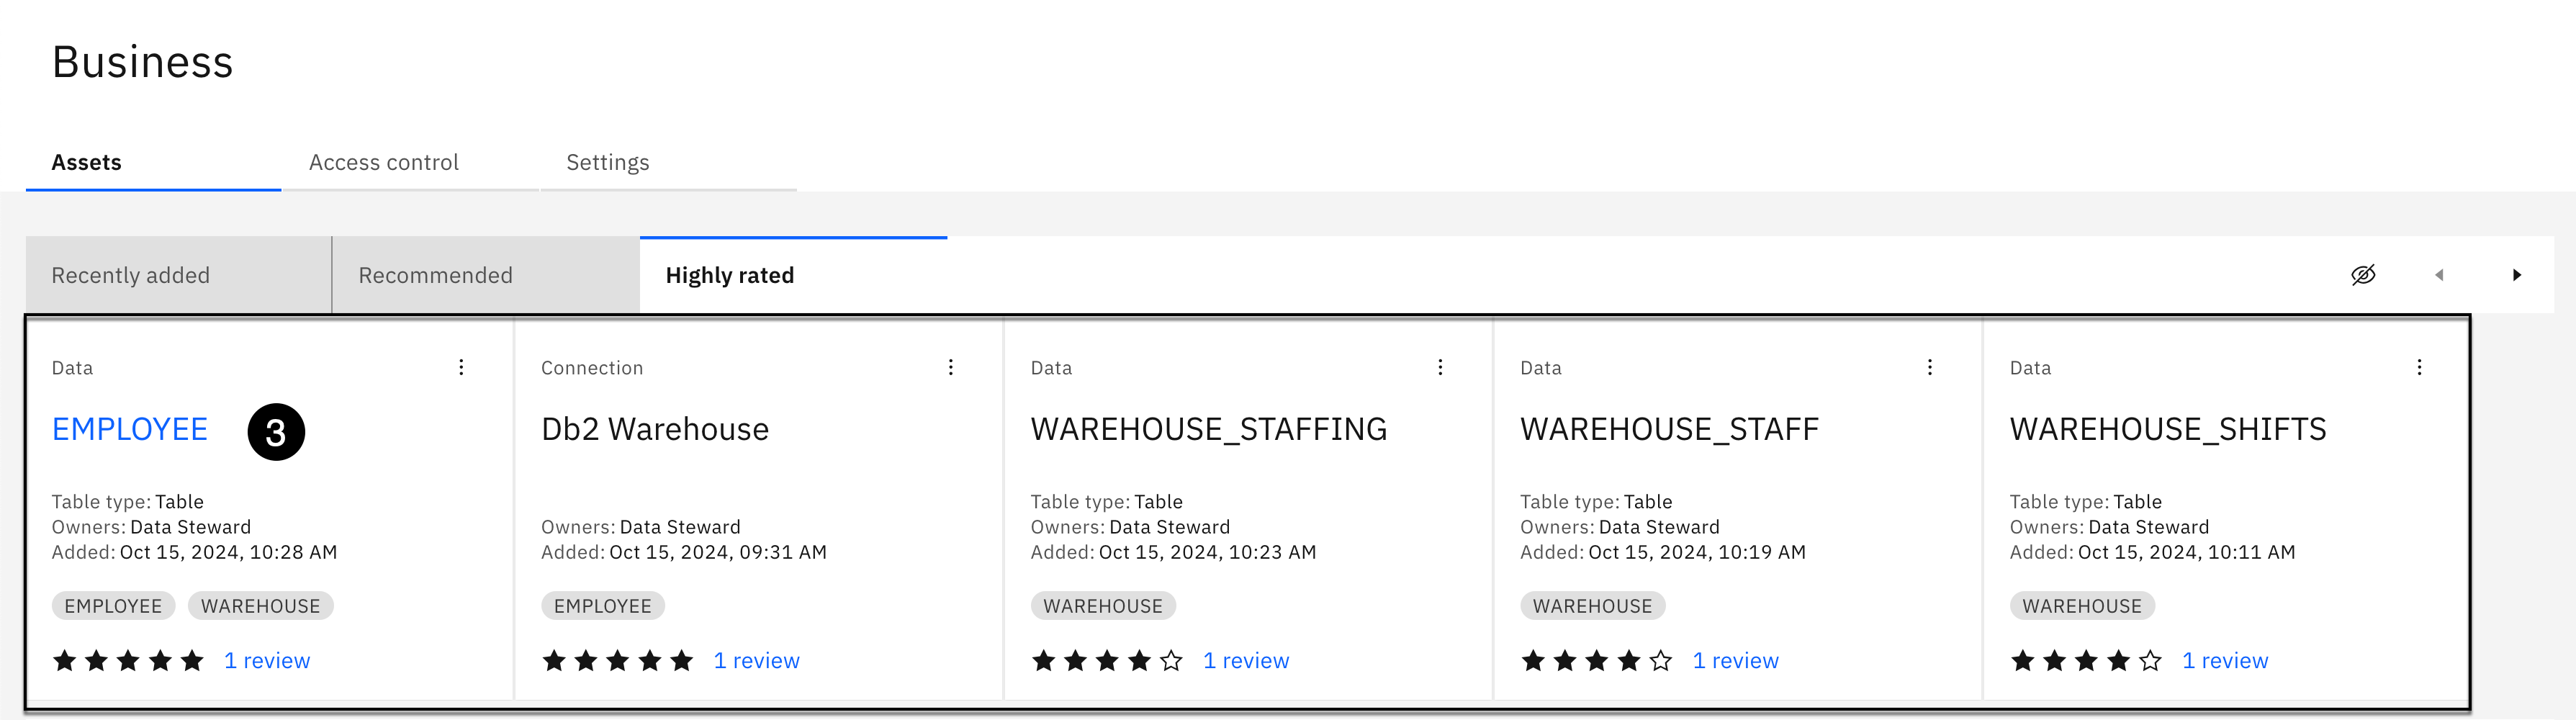 Business
Assets
Access control
Settings
Recently added
Recommended
Highly rated
Data
EMPLOYEE
3
Table type: Table
Owners: Data Steward
Added: Oct 15, 2024, 10:28 AM
EMPLOYEE
WAREHOUSE
1 review
Connection
Db2 Warehouse
Owners: Data Steward
Added: Oct 15, 2024, 09:31 AM
EMPLOYEE
1 review
Data
WAREHOUSE_STAFFING
Table type: Table
Owners: Data Steward
Added: Oct 15, 2024, 10:23 AM
WAREHOUSE
1 review
Data
WAREHOUSE_STAFF
Table type: Table
Owners: Data Steward
Added: Oct 15, 2024, 10:19 AM
WAREHOUSE
1 review
Data
WAREHOUSE_SHIFTS
Table type: Table
Owners: Data Steward
Added: Oct 15, 2024, 10:11 AM
WAREHOUSE
1 review